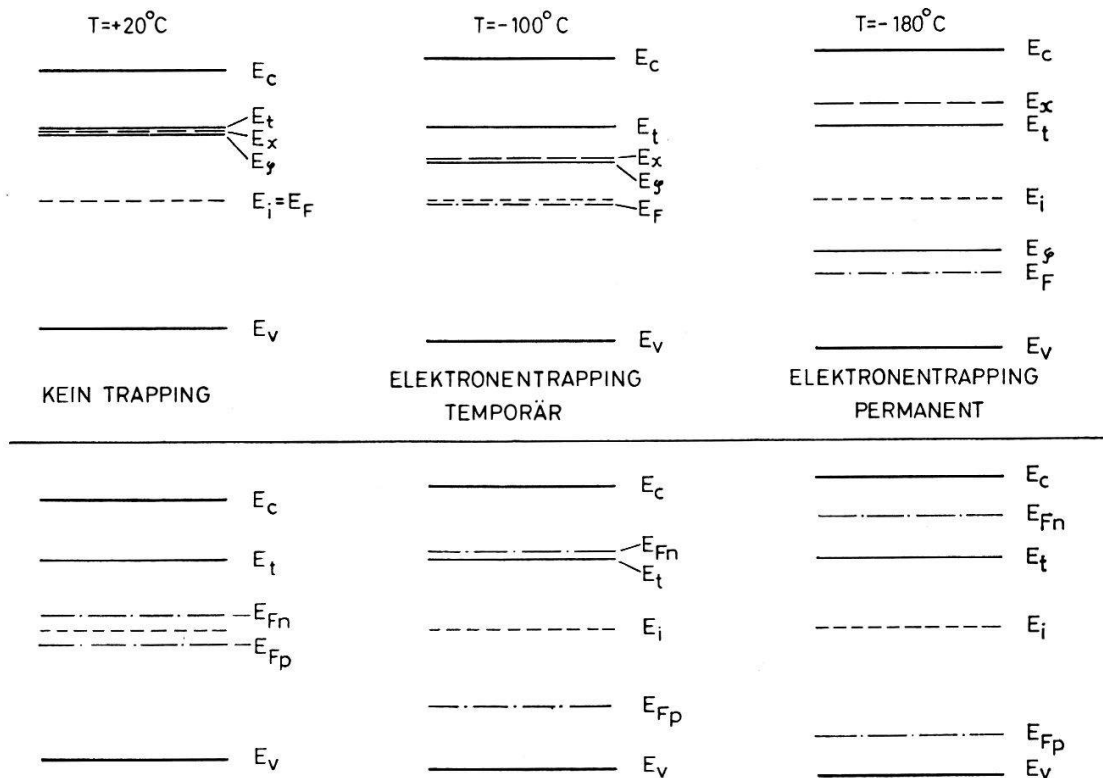 T=+20°C
E_c
E_t
E_x
E_φ
E_i=E_F
E_v
KEIN TRAPPING
T=-100°C
E_c
E_t
E_x
E_φ
E_F
E_v
ELEKTRONENTRAPPING
TEMPORÄR
T=-180°C
E_c
E_x
E_t
E_i
E_φ
E_F
E_v
ELEKTRONENTRAPPING
PERMANENT
E_c
E_t
E_Fn
E_Fp
E_v
E_c
E_Fn
E_t
E_i
E_Fp
E_v
E_c
E_Fn
E_t
E_i
E_Fp
E_v